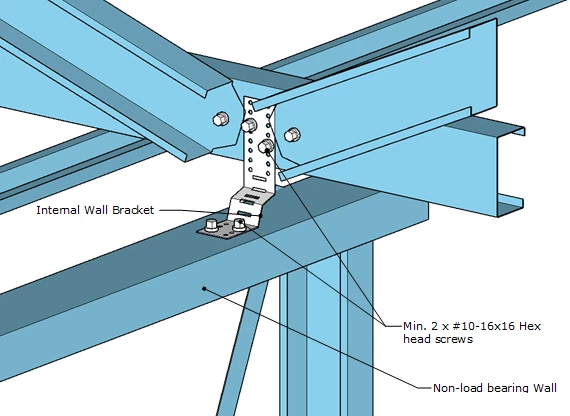 Internal Wall Bracket
Min. 2 x #10-16x16 Hex
head screws
Non-load bearing Wall